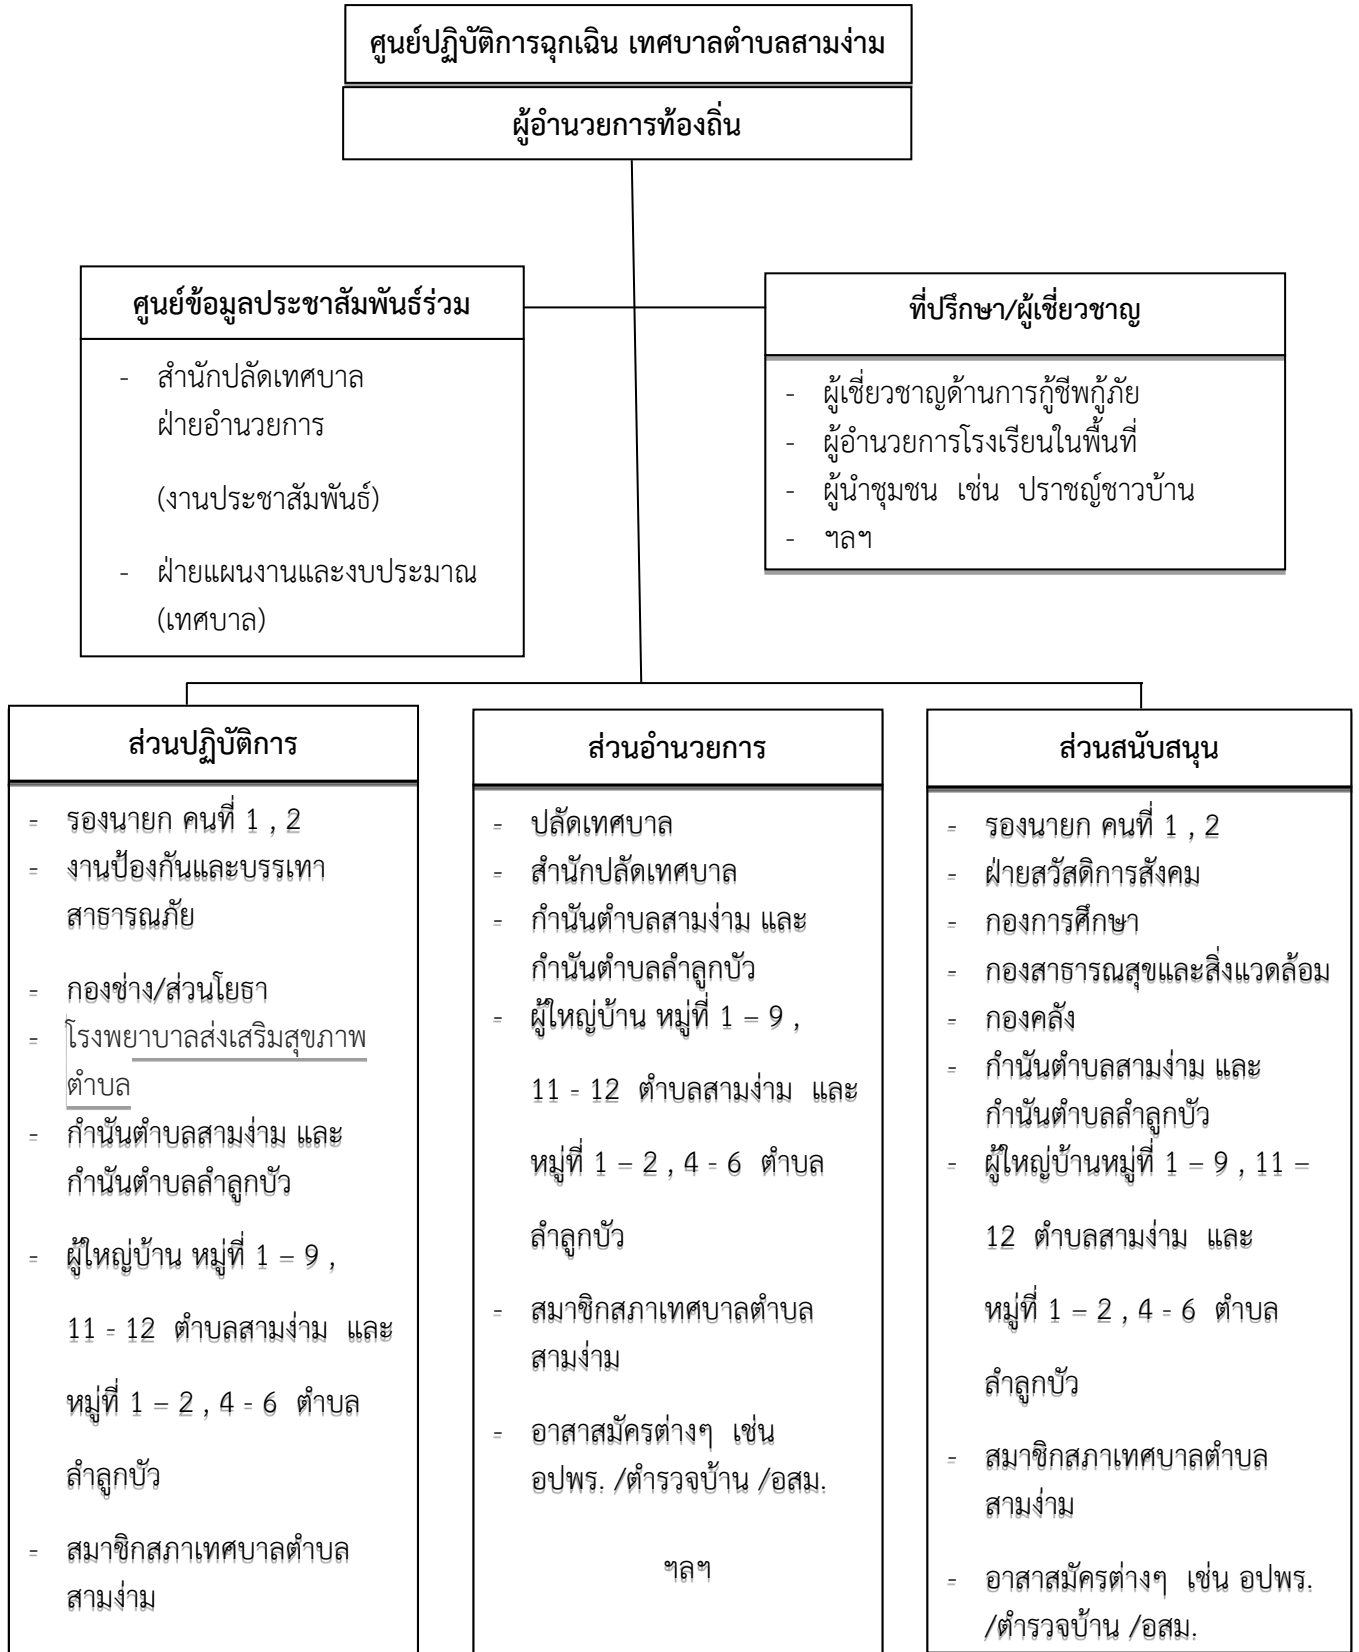 ศูนย์ปฏิบัติการฉุกเฉิน เทศบาลตำบลสามง่าม
ผู้อำนวยการท้องถิ่น
ศูนย์ข้อมูลประชาสัมพันธ์ร่วม
- สำนักปลัดเทศบาล
ฝ่ายอำนวยการ
(งานประชาสัมพันธ์)
- ฝ่ายแผนงานและงบประมาณ
(เทศบาล)
ที่ปรึกษา/ผู้เชี่ยวชาญ
- ผู้เชี่ยวชาญด้านการกู้ชีพกู้ภัย
- ผู้อำนวยการโรงเรียนในพื้นที่
- ผู้นำชุมชน เช่น ปราชญ์ชาวบ้าน
- ฯลฯ
ส่วนปฏิบัติการ
- รองนายก คนที่ 1 , 2
- งานป้องกันและบรรเทา
สาธารณภัย
- กองช่าง/ส่วนโยธา
- โรงพยาบาลส่งเสริมสุขภาพ
ตำบล
- กำนันตำบลสามง่าม และ
กำนันตำบลลำลูกบัว
- ผู้ใหญ่บ้าน หมู่ที่ 1 – 9 ,
11 - 12 ตำบลสามง่าม และ
หมู่ที่ 1 – 2 , 4 - 6 ตำบล
ลำลูกบัว
- สมาชิกสภาเทศบาลตำบล
สามง่าม
ส่วนอำนวยการ
- ปลัดเทศบาล
- สำนักปลัดเทศบาล
- กำนันตำบลสามง่าม และ
กำนันตำบลลำลูกบัว
- ผู้ใหญ่บ้าน หมู่ที่ 1 – 9 ,
11 - 12 ตำบลสามง่าม และ
หมู่ที่ 1 – 2 , 4 - 6 ตำบล
ลำลูกบัว
- สมาชิกสภาเทศบาลตำบล
สามง่าม
- อาสาสมัครต่างๆ เช่น
อปพร. /ตำรวจบ้าน /อสม.
ฯลฯ
ส่วนสนับสนุน
- รองนายก คนที่ 1 , 2
- ฝ่ายสวัสดิการสังคม
- กองการศึกษา
- กองสาธารณสุขและสิ่งแวดล้อม
- กองคลัง
- กำนันตำบลสามง่าม และ
กำนันตำบลลำลูกบัว
- ผู้ใหญ่บ้านหมู่ที่ 1 – 9 , 11 –
12 ตำบลสามง่าม และ
หมู่ที่ 1 – 2 , 4 - 6 ตำบล
ลำลูกบัว
- สมาชิกสภาเทศบาลตำบล
สามง่าม
- อาสาสมัครต่างๆ เช่น อปพร.
/ตำรวจบ้าน /อสม.